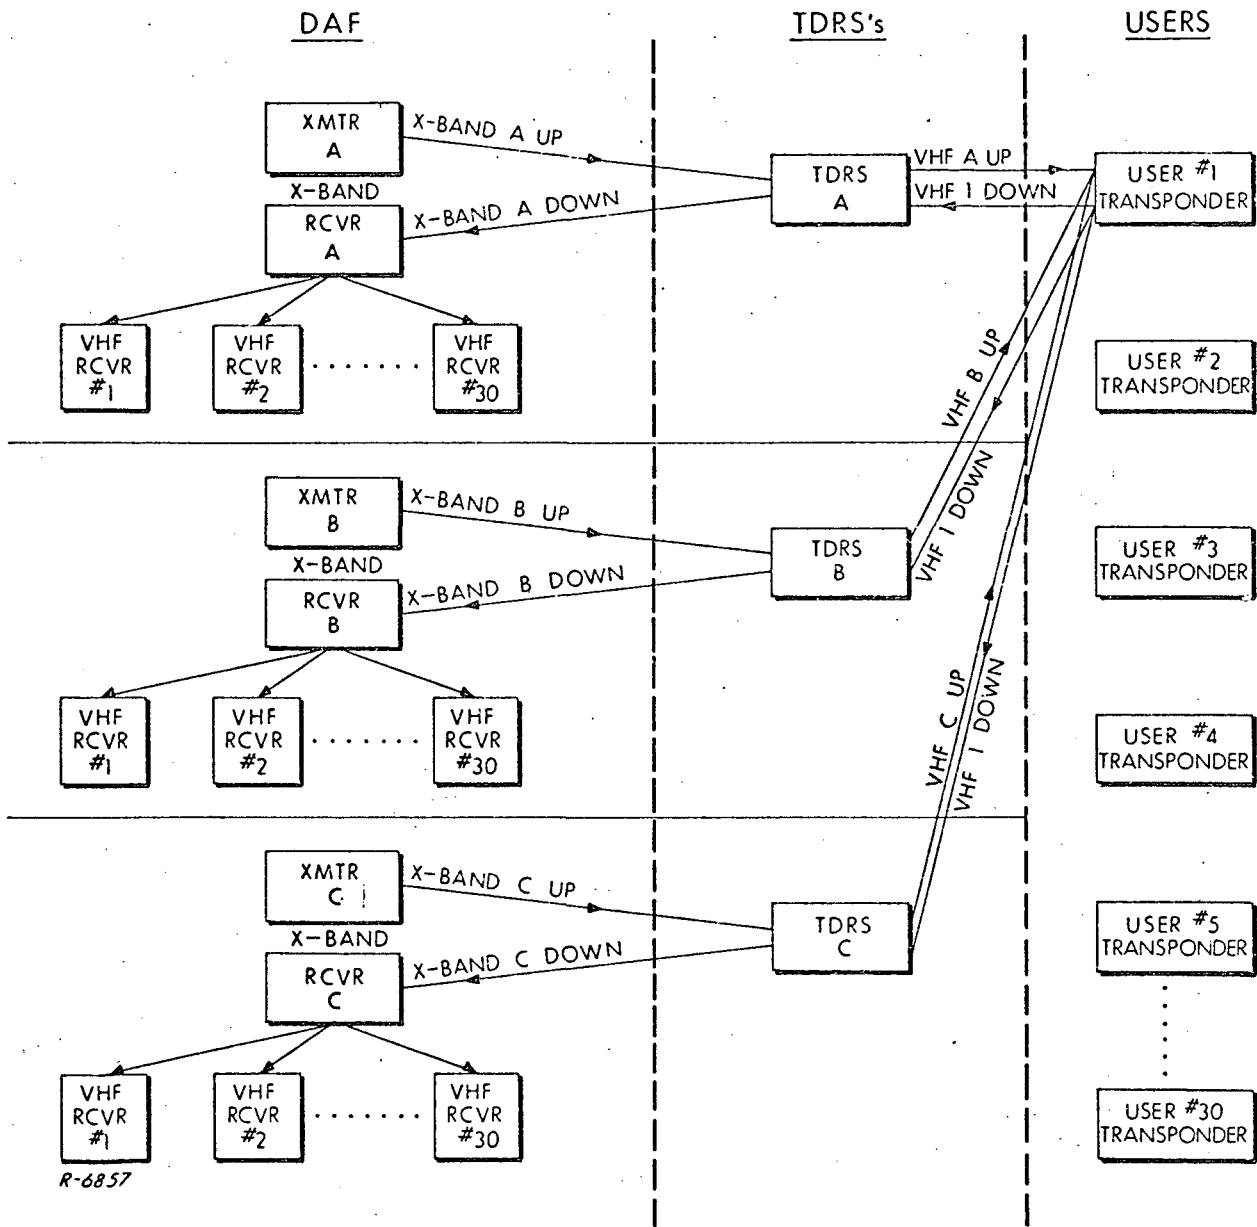 DAF
TDRS's
USERS
XMTR
A
X-BAND A UP
X-BAND
RCVR
A
X-BAND A DOWN
TDRS
A
VHF A UP
VHF 1 DOWN
USER #1
TRANSPONDER
VHF
RCVR
#1
VHF
RCVR
#2
. . . . . . .
VHF
RCVR
#30
VHF B UP
VHF 1 DOWN
USER #2
TRANSPONDER
XMTR
B
X-BAND B UP
X-BAND
RCVR
B
X-BAND B DOWN
TDRS
B
USER #3
TRANSPONDER
VHF
RCVR
#1
VHF
RCVR
#2
. . . . . . .
VHF
RCVR
#30
VHF C UP
VHF 1 DOWN
USER #4
TRANSPONDER
XMTR
C
X-BAND C UP
X-BAND
RCVR
C
X-BAND C DOWN
TDRS
C
USER #5
TRANSPONDER
VHF
RCVR
#1
VHF
RCVR
#2
. . . . . . .
VHF
RCVR
#30
USER #30
TRANSPONDER
R-6857